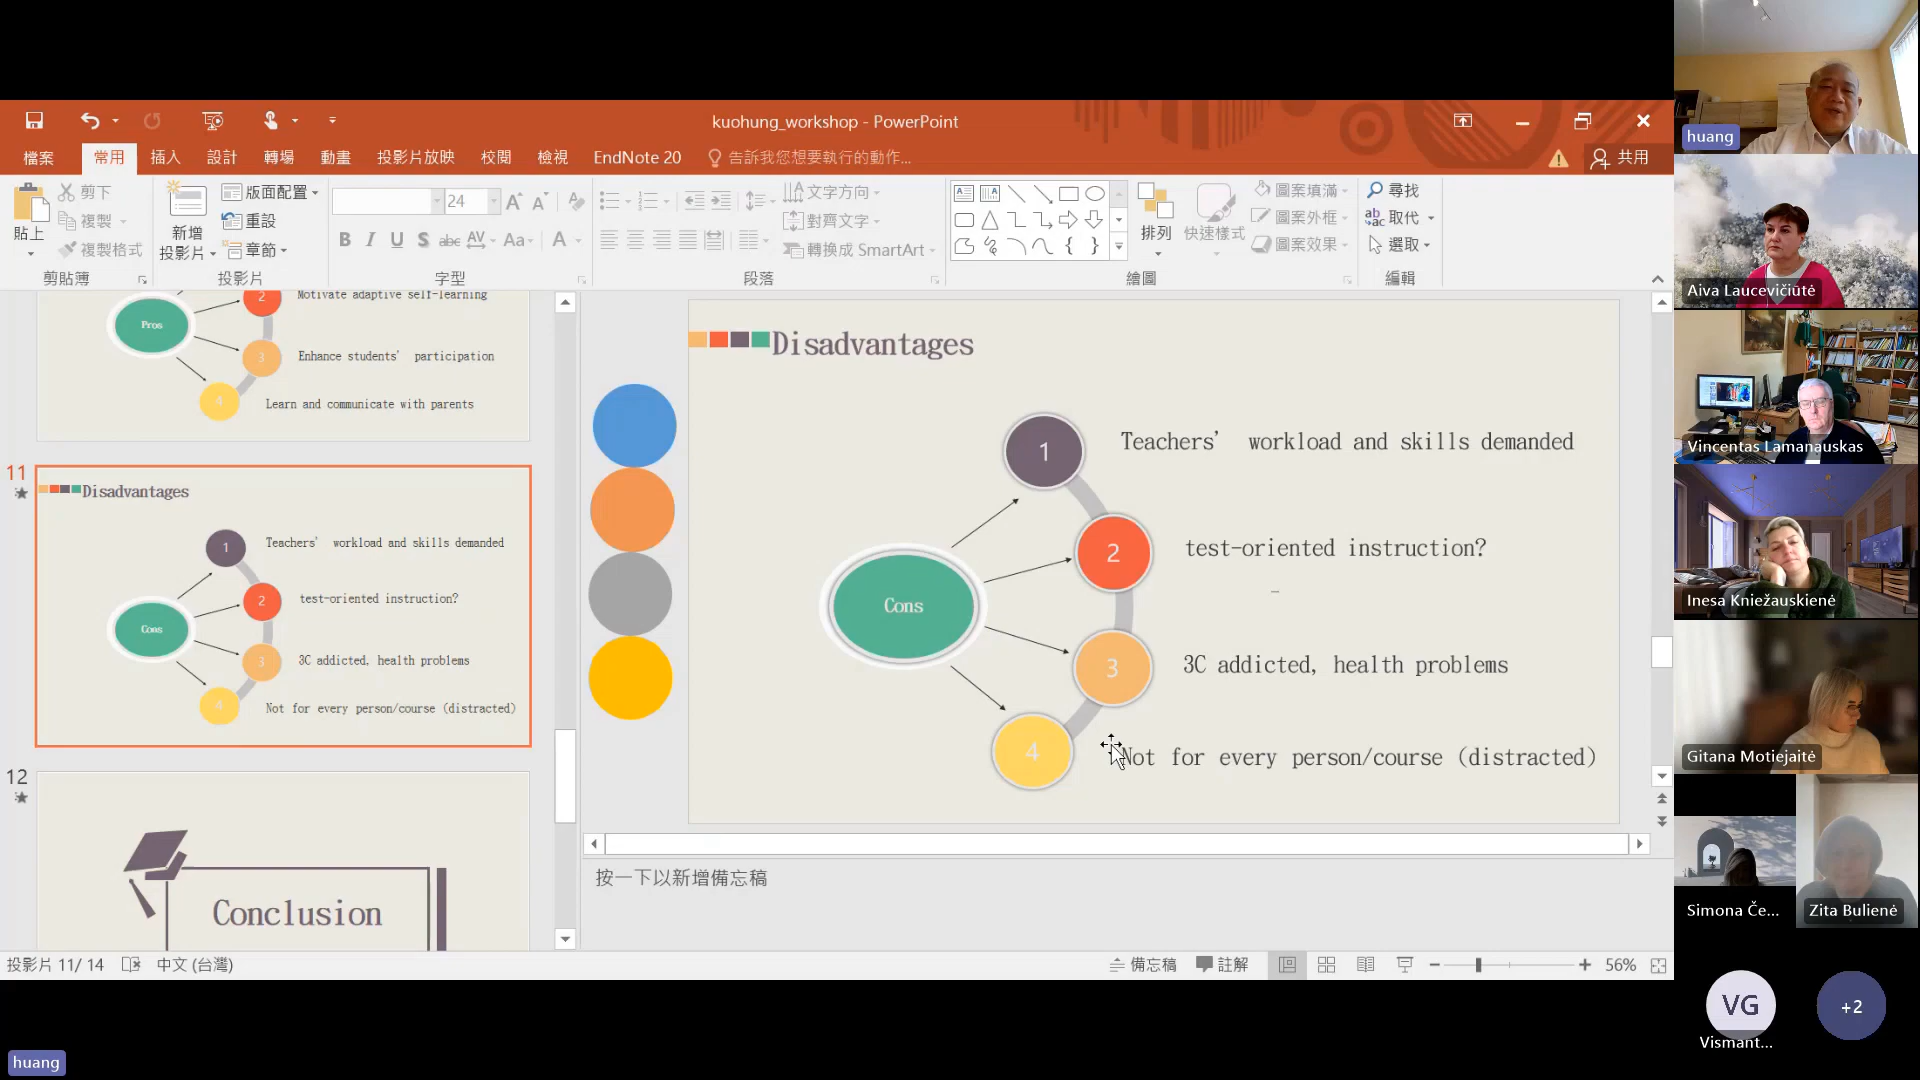 kuohung_workshop - PowerPoint
檔案 常用 插入 設計 轉場 動畫 投影片放映 校閱 檢視 EndNote 20 告訴我您想要執行的動作... 共用
貼上
剪下
複製
複製格式
剪貼簿
新增
投影片
版面配置
重設
章節
投影片
24
B I U S abc AV Aa A
字型
文字方向
對齊文字
轉換成 SmartArt
段落
排列
快速樣式
圖案填滿
圖案外框
圖案效果
繪圖
尋找
取代
選取
編輯
Pros
2 Motivate adaptive self-learning
3 Enhance students' participation
4 Learn and communicate with parents
11
Disadvantages
Cons
1 Teachers' workload and skills demanded
2 test-oriented instruction?
3 3C addicted, health problems
4 Not for every person/course (distracted)
12
Conclusion
Disadvantages
Cons
1 Teachers' workload and skills demanded
2 test-oriented instruction?
3 3C addicted, health problems
4 Not for every person/course (distracted)
按一下以新增備忘稿
投影片 11/ 14 中文 (台灣) 備忘稿 註解 56%
huang
huang
Aiva Laucevičiūtė
Vincentas Lamanauskas
Inesa Kniežauskienė
Gitana Motiejaitė
Simona Če...
Zita Bulienė
VG
Vismant...
+2